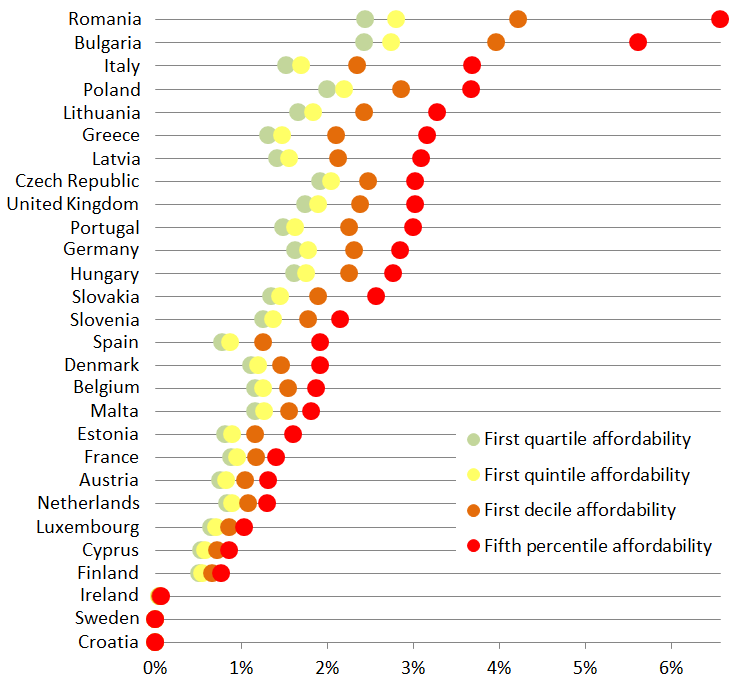 Romania
Bulgaria
Italy
Poland
Lithuania
Greece
Latvia
Czech Republic
United Kingdom
Portugal
Germany
Hungary
Slovakia
Slovenia
Spain
Denmark
Belgium
Malta
Estonia
France
Austria
Netherlands
Luxembourg
Cyprus
Finland
Ireland
Sweden
Croatia
First quartile affordability
First quintile affordability
First decile affordability
Fifth percentile affordability
0% 1% 2% 3% 4% 5% 6%